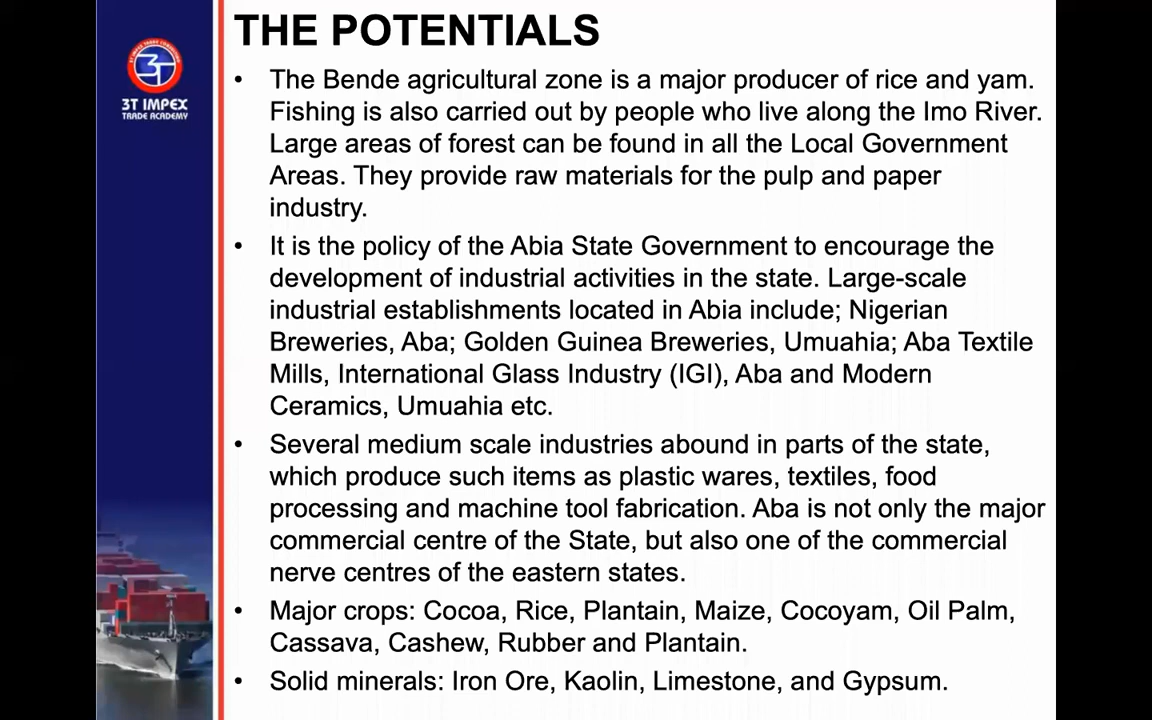 THE POTENTIALS
3T IMPEX
TRADE ACADEMY
• The Bende agricultural zone is a major producer of rice and yam.
Fishing is also carried out by people who live along the Imo River.
Large areas of forest can be found in all the Local Government
Areas. They provide raw materials for the pulp and paper
industry.
• It is the policy of the Abia State Government to encourage the
development of industrial activities in the state. Large-scale
industrial establishments located in Abia include; Nigerian
Breweries, Aba; Golden Guinea Breweries, Umuahia; Aba Textile
Mills, International Glass Industry (IGI), Aba and Modern
Ceramics, Umuahia etc.
• Several medium scale industries abound in parts of the state,
which produce such items as plastic wares, textiles, food
processing and machine tool fabrication. Aba is not only the major
commercial centre of the State, but also one of the commercial
nerve centres of the eastern states.
• Major crops: Cocoa, Rice, Plantain, Maize, Cocoyam, Oil Palm,
Cassava, Cashew, Rubber and Plantain.
• Solid minerals: Iron Ore, Kaolin, Limestone, and Gypsum.